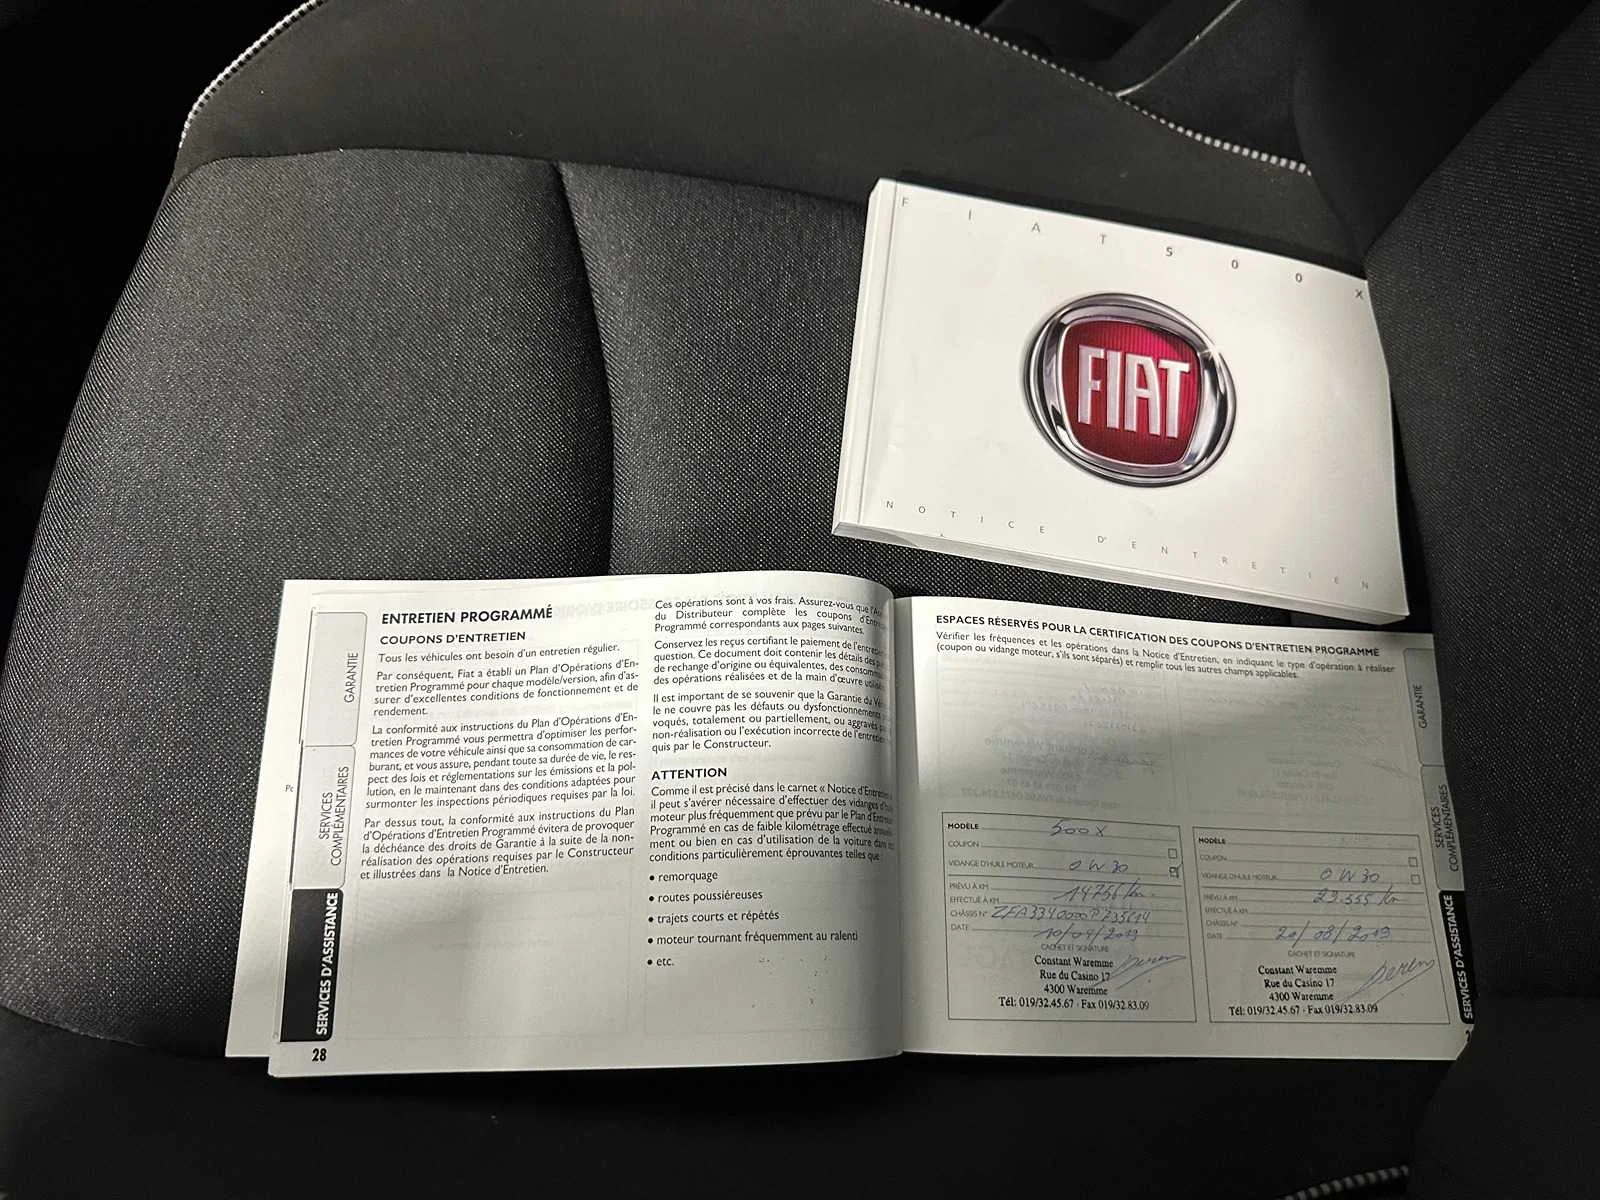 FIAT 500X
FIAT
NOTICE D'ENTRETIEN
GARANTIE
SERVICES
COMPLÉMENTAIRES
SERVICES D'ASSISTANCE
28
ENTRETIEN PROGRAMMÉ
COUPONS D'ENTRETIEN
Tous les véhicules ont besoin d'un entretien régulier.
Par conséquent, Fiat a établi un Plan d'Opérations d'En-
tretien Programmé pour chaque modèle/version, afin d'as-
surer d'excellentes conditions de fonctionnement et de
rendement.
La conformité aux instructions du Plan d'Opérations d'En-
tretien Programmé vous permettra d'optimiser les perfor-
mances de votre véhicule ainsi que sa consommation de car-
burant, et vous assure, pendant toute sa durée de vie, le res-
pect des lois et réglementations sur les émissions et la pol-
lution, en le maintenant dans des conditions adaptées pour
surmonter les inspections périodiques requises par la loi.
Par dessus tout, la conformité aux instructions du Plan
d'Opérations d'Entretien Programmé évitera de provoquer
la déchéance des droits de Garantie à la suite de la non-
réalisation des opérations requises par le Constructeur
et illustrées dans la Notice d'Entretien.
Ces opérations sont à vos frais. Assurez-vous que
du Distributeur complète les coupons
Programmé correspondants aux pages suivantes.
Conservez les reçus certifiant le paiement de
question. Ce document doit contenir les détails des
de rechange d'origine ou équivalentes, des
des opérations réalisées et de la main d'œuvre
Il est important de se souvenir que la Garantie du
le ne couvre pas les défauts ou dysfonctionnements
voqués, totalement ou partiellement, ou aggravés
non-réalisation ou l'exécution incorrecte de
quis par le Constructeur.
ATTENTION
Comme il est précisé dans le carnet « Notice
il peut s'avérer nécessaire d'effectuer des vidanges
moteur plus fréquemment que prévu par le Plan
Programmé en cas de faible kilométrage effectué
ment ou bien en cas d'utilisation de la voiture dans
conditions particulièrement éprouvantes telles que :
• remorquage
• routes poussiéreuses
• trajets courts et répétés
• moteur tournant fréquemment au ralenti
• etc.
ESPACES RÉSERVÉS POUR LA CERTIFICATION DES COUPONS D'ENTRETIEN PROGRAMMÉ
Vérifier les fréquences et les opérations dans la Notice d'Entretien, en indiquant le type d'opération à réaliser
(coupon ou vidange moteur, s'ils sont séparés) et remplir tous les autres champs applicables.
MODÈLE 500X
COUPON
VIDANGE D'HUILE MOTEUR 0W30
PRÉVU À KM 14756 km
EFFECTUÉ À KM
CHÂSSIS N°
DATE 10/04/2019
CACHET ET SIGNATURE
Constant Waremme
Rue du Casino 17
4300 Waremme
Tél: 019/32.45.67 - Fax 019/32.83.09
MODÈLE
COUPON
VIDANGE D'HUILE MOTEUR 0W30
PRÉVU À KM 23.555 km
EFFECTUÉ À KM
CHÂSSIS N°
DATE 20/08/2019
CACHET ET SIGNATURE
Constant Waremme
Rue du Casino 17
4300 Waremme
Tél: 019/32.45.67 - Fax 019/32.83.09
GARANTIE
SERVICES
COMPLÉMENTAIRES
SERVICES D'ASSISTANCE